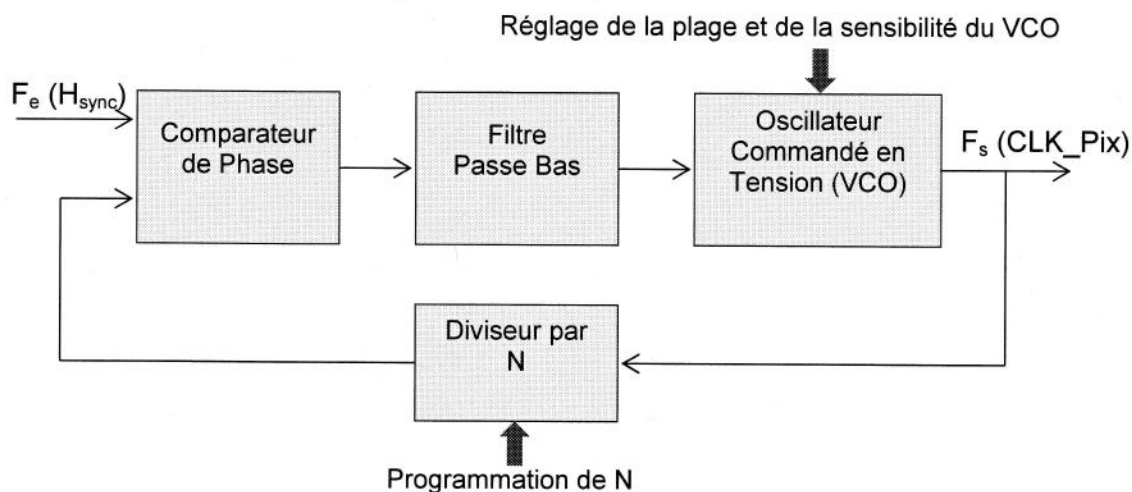 Réglage de la plage et de la sensibilité du VCO
Fe (Hsync)
Comparateur
de Phase
Filtre
Passe Bas
Oscillateur
Commandé en
Tension (VCO)
Fs (CLK_Pix)
Diviseur par
N
Programmation de N